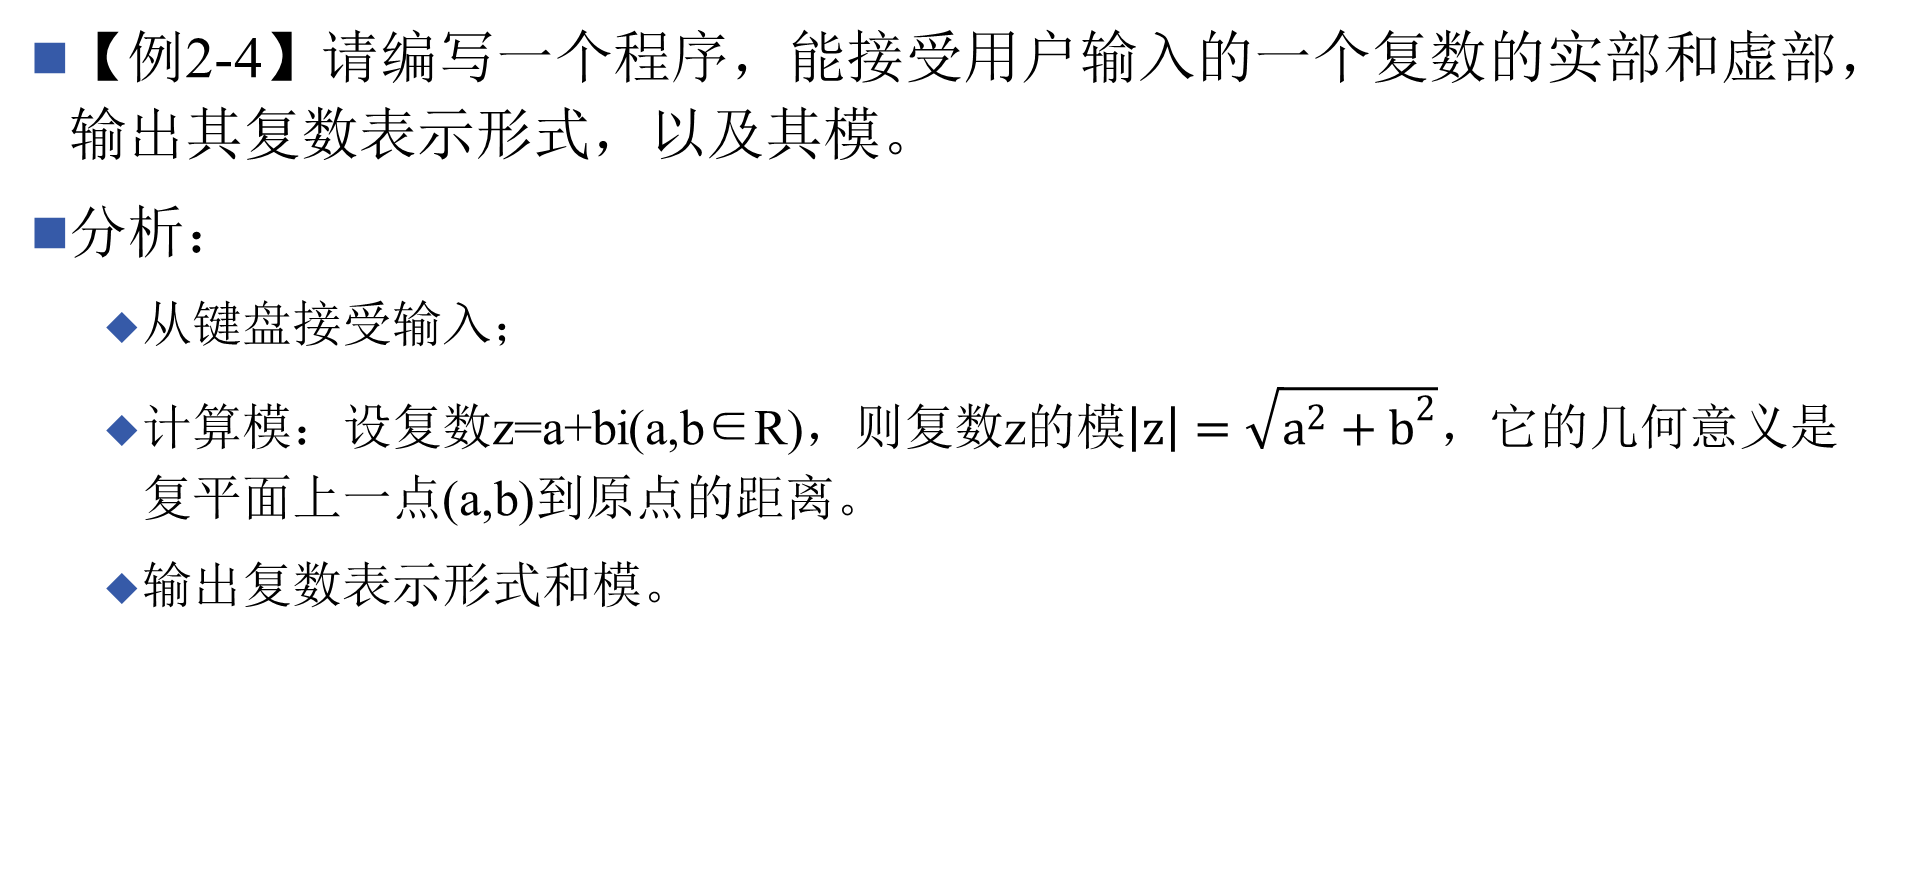 【例2-4】请编写一个程序，能接受用户输入的一个复数的实部和虚部，
输出其复数表示形式，以及其模。
分析：
从键盘接受输入；
计算模：设复数z=a+bi(a,b∈R)，则复数z的模|z| = √(a² + b²)，它的几何意义是
复平面上一点(a,b)到原点的距离。
输出复数表示形式和模。